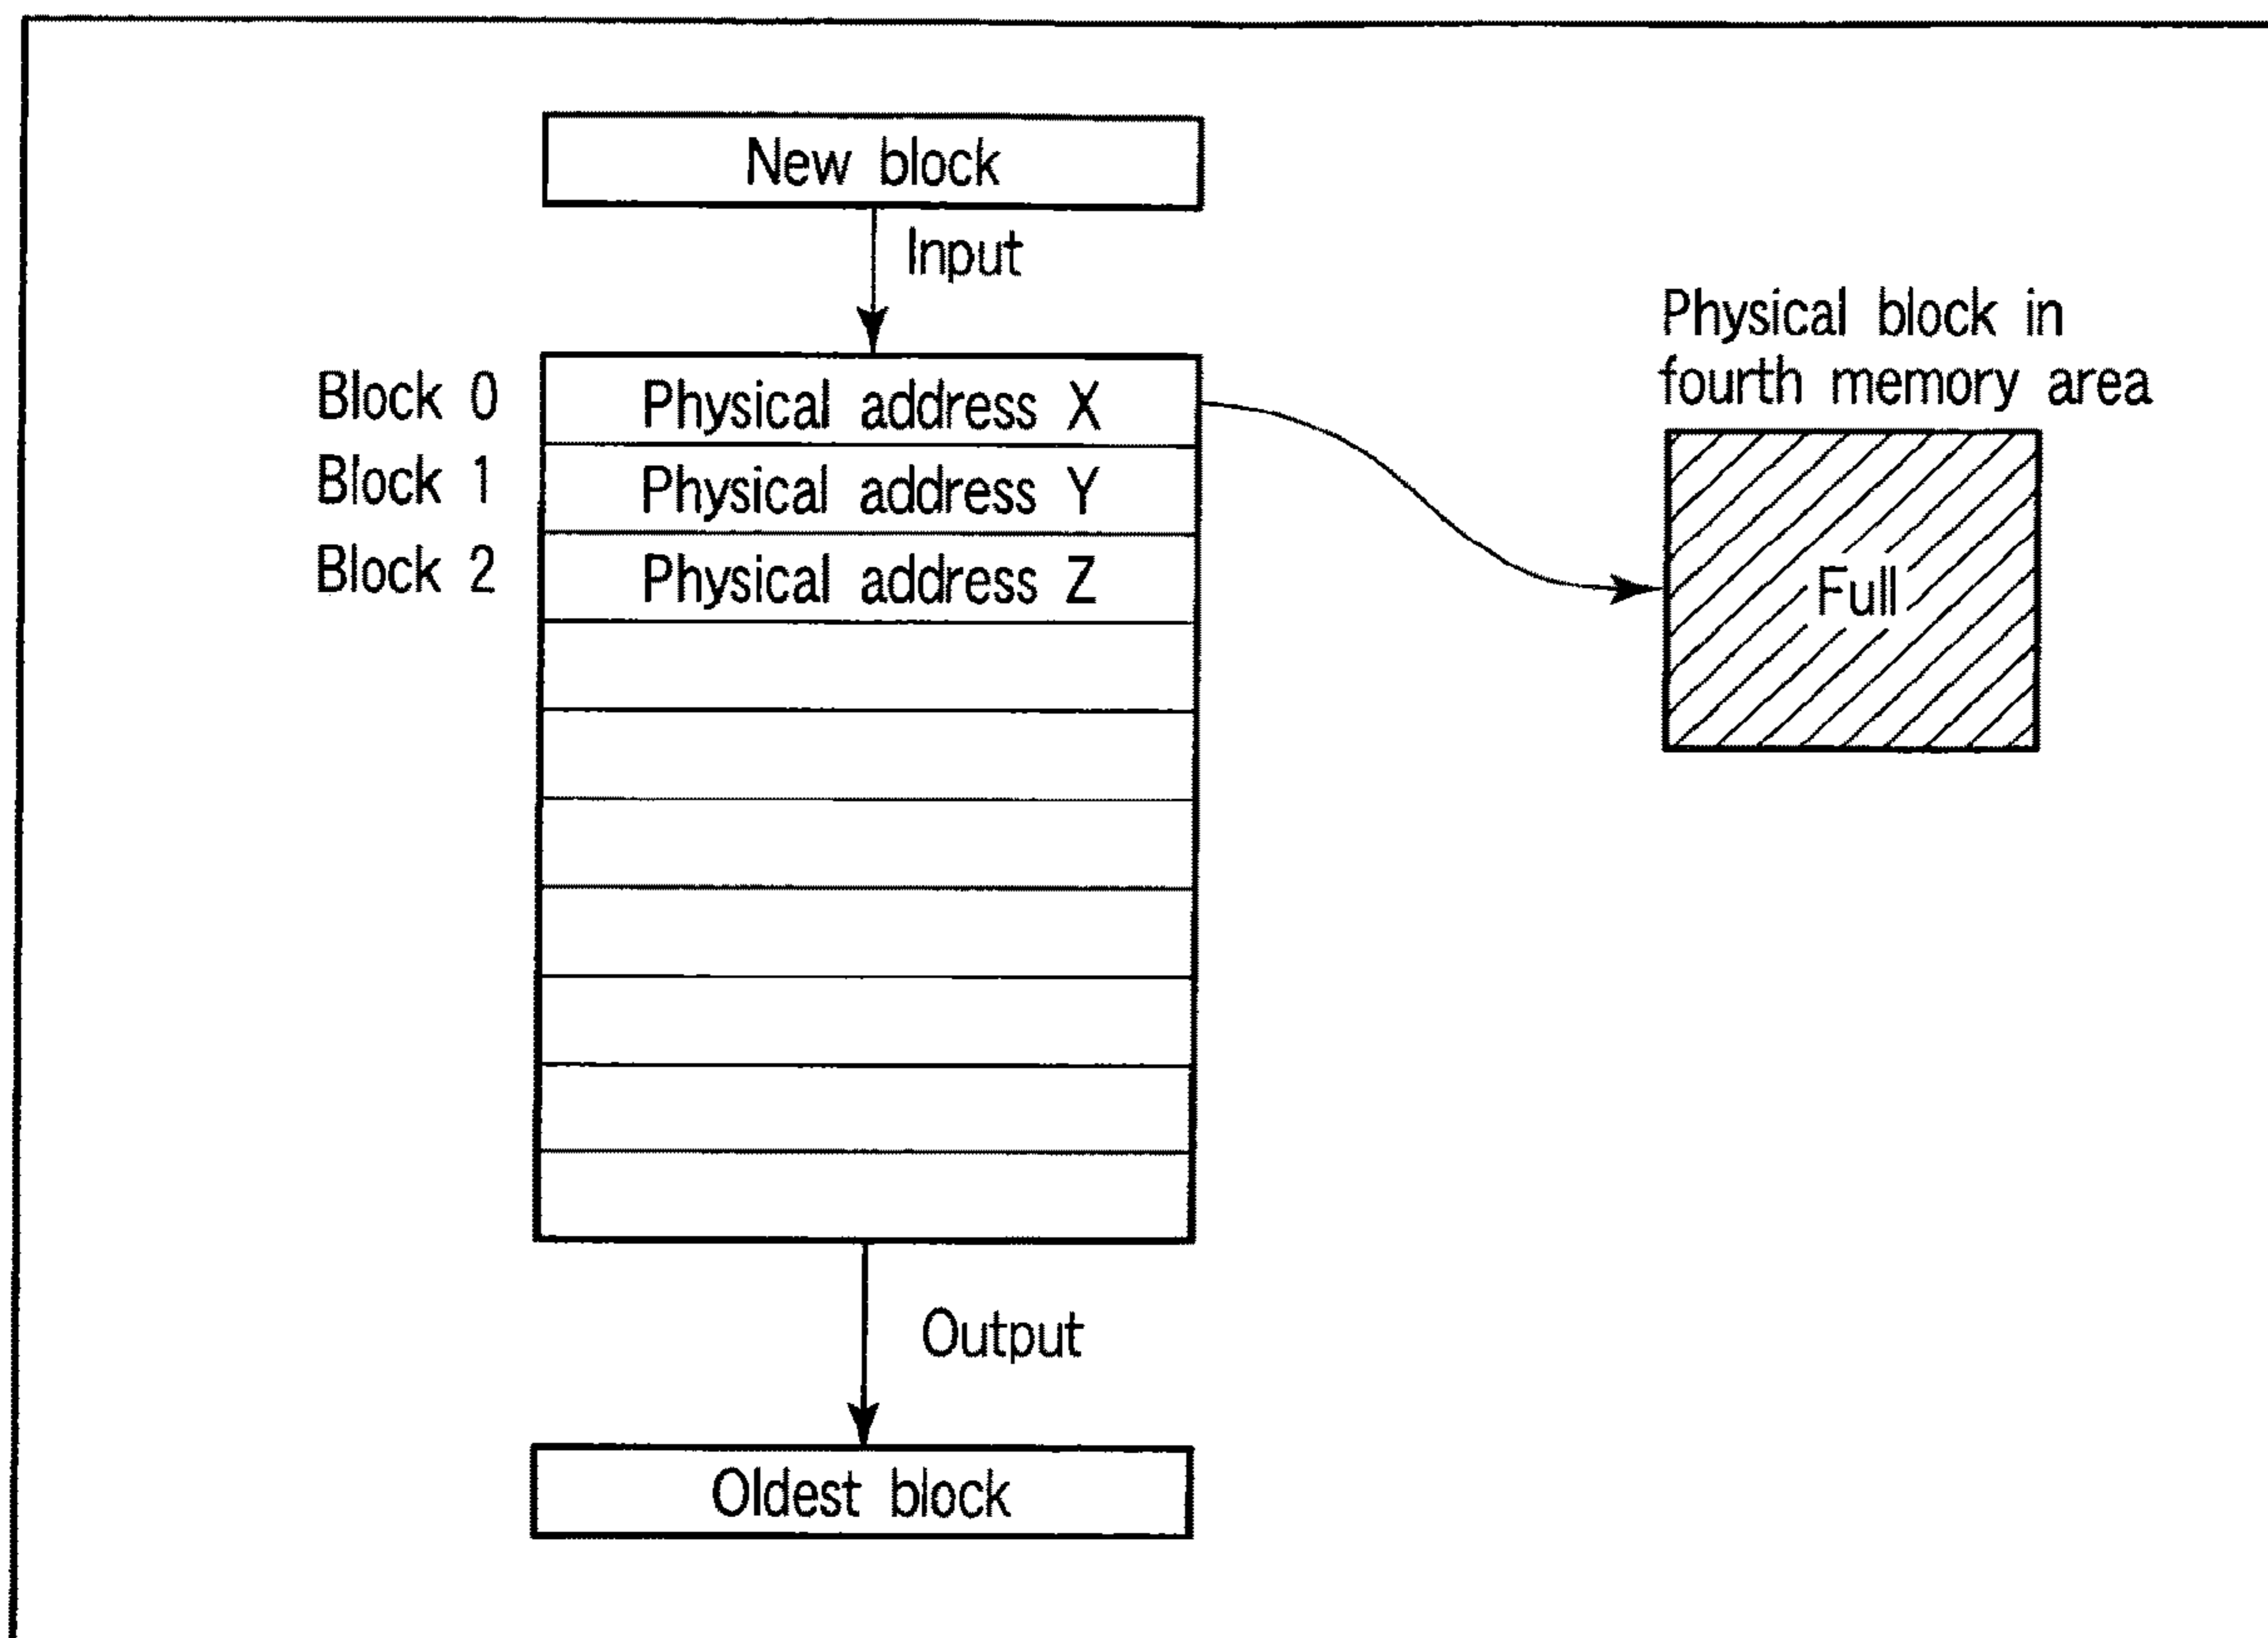 New block
Input
Physical block in
fourth memory area
Block 0 Physical address X
Block 1 Physical address Y
Block 2 Physical address Z
Full
Output
Oldest block